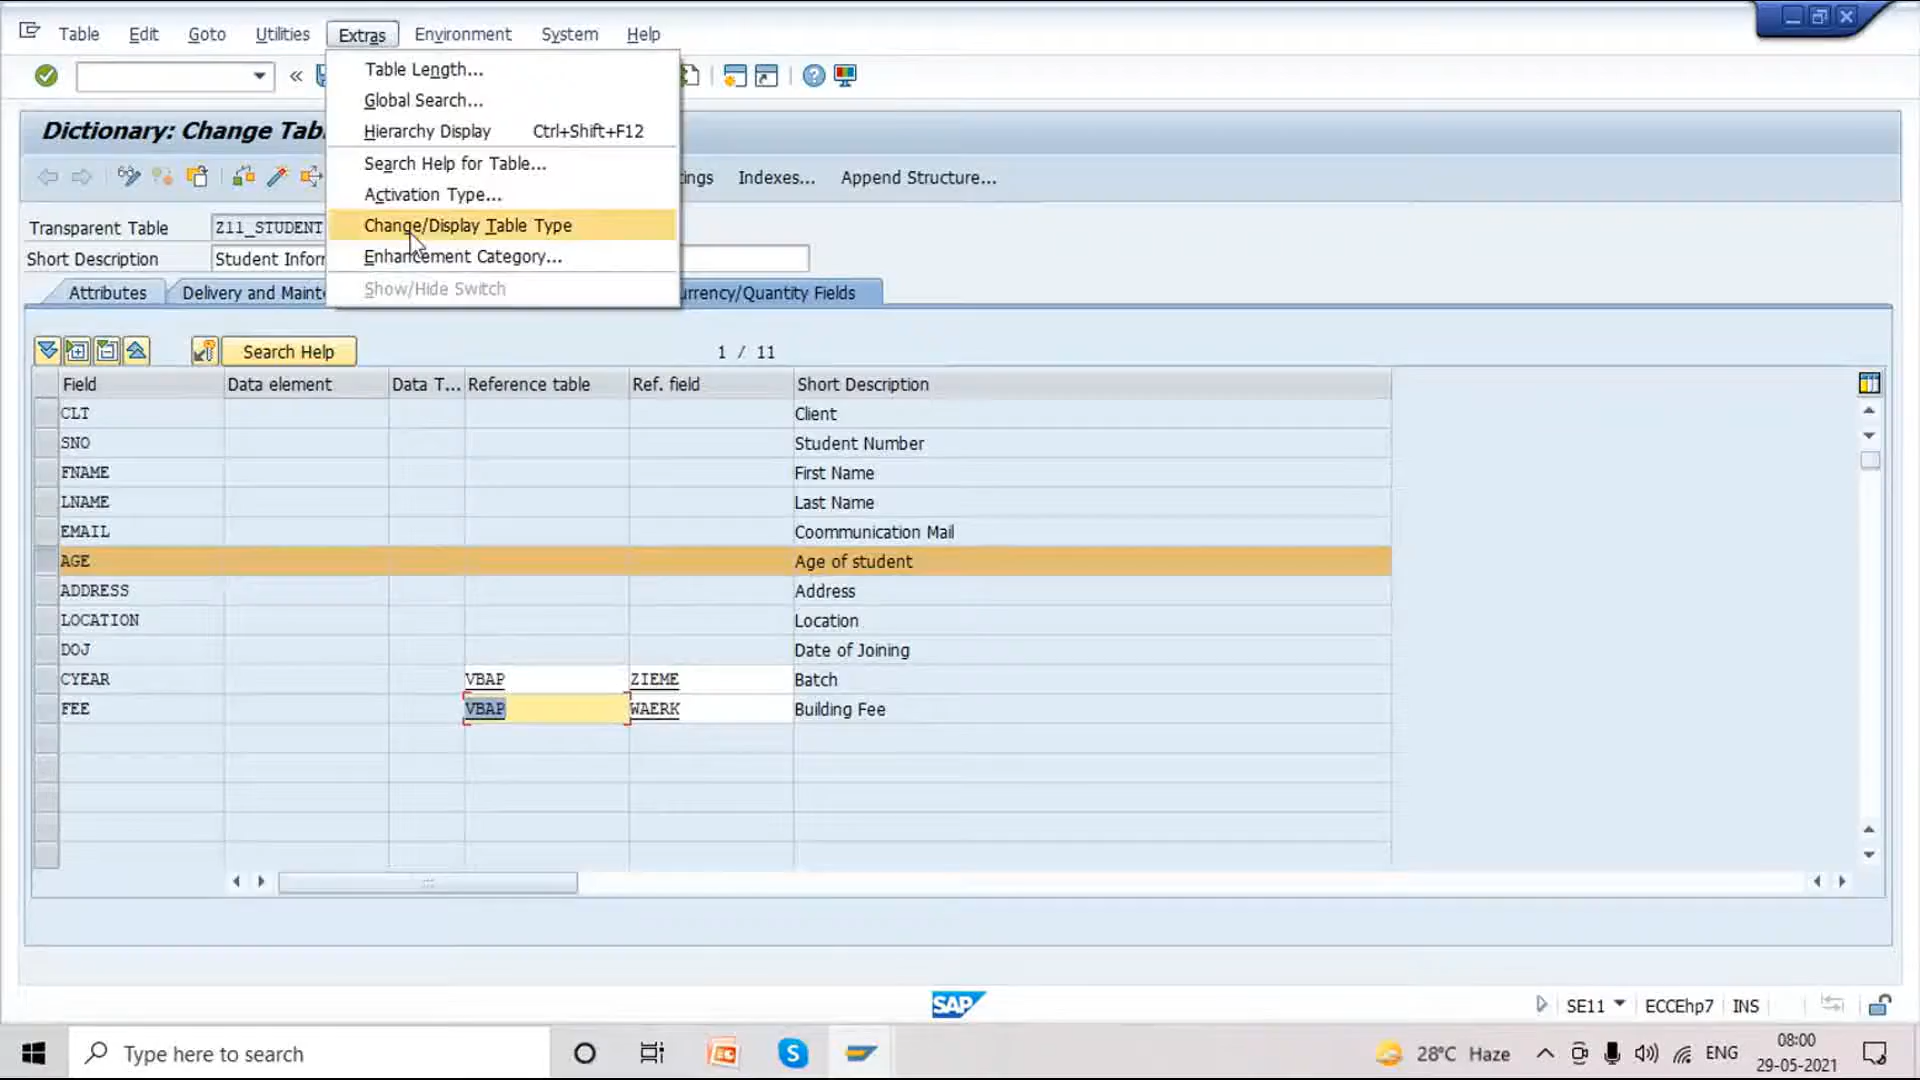 Table Edit Goto Utilities Extras Environment System Help
Table Length...
Global Search...
Hierarchy Display Ctrl+Shift+F12
Search Help for Table...
Activation Type...
Change/Display Table Type
Enhancement Category...
Show/Hide Switch
Dictionary: Change Tab
ngs Indexes... Append Structure...
Transparent Table Z11_STUDENT
Short Description Student Infor
Attributes Delivery and Mainte urrency/Quantity Fields
Search Help 1 / 11
Field Data element Data T... Reference table Ref. field Short Description
CLT Client
SNO Student Number
FNAME First Name
LNAME Last Name
EMAIL Coommunication Mail
AGE Age of student
ADDRESS Address
LOCATION Location
DOJ Date of Joining
CYEAR VBAP ZIEME Batch
FEE VBAP WAERK Building Fee
SAP
SE11 ECCEhp7 INS
Type here to search
28°C Haze ENG
08:00
29-05-2021